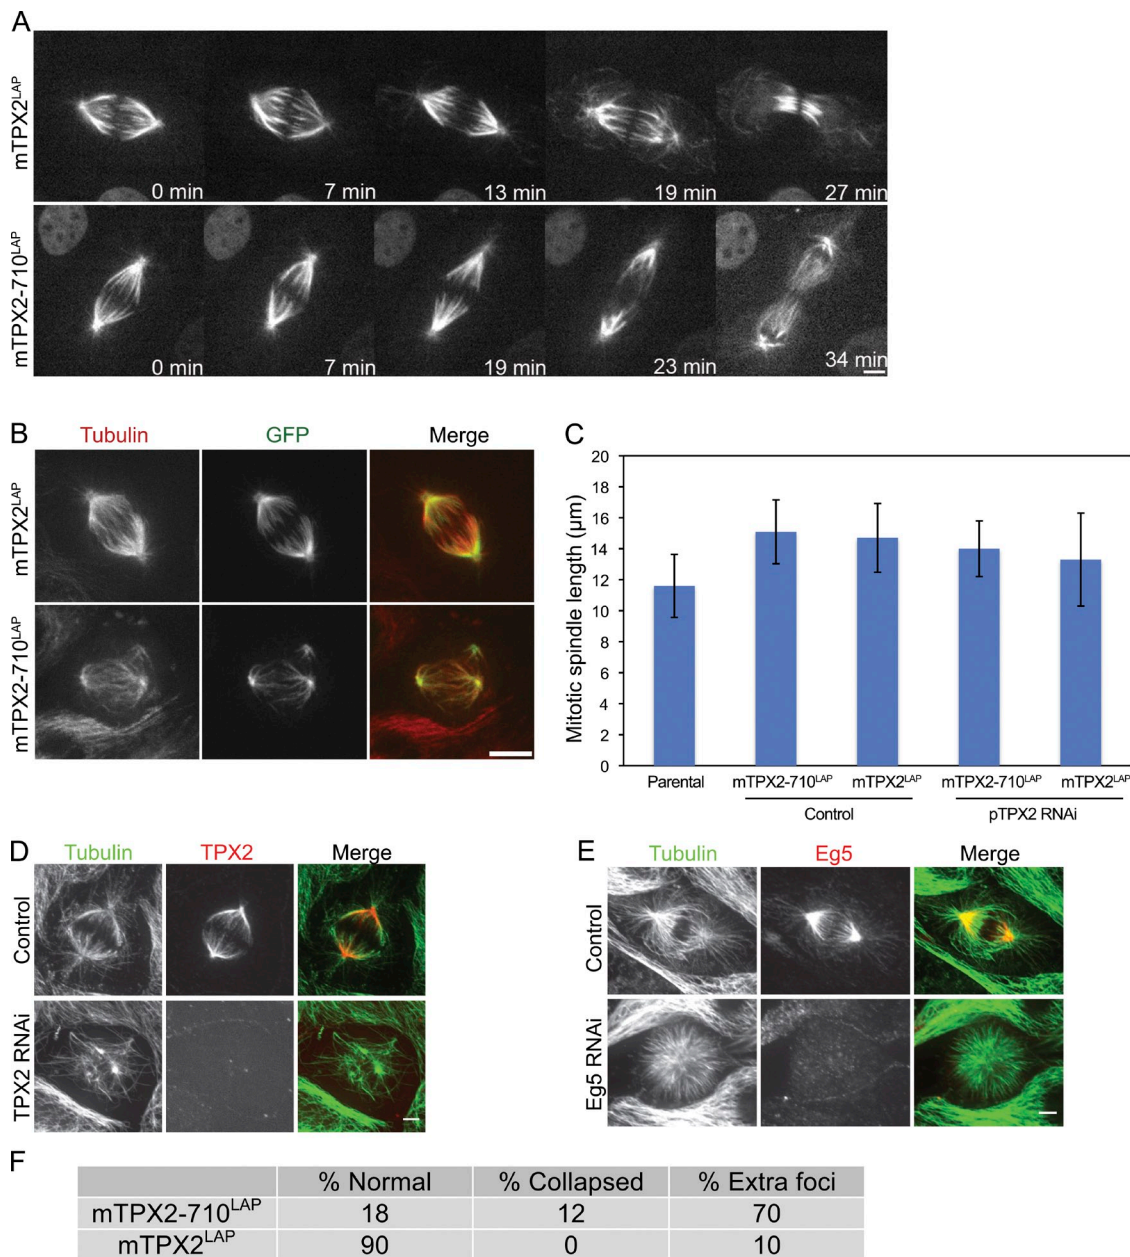 A
mTPX2LAP
0 min
7 min
13 min
19 min
27 min
mTPX2-710LAP
0 min
7 min
19 min
23 min
34 min
B
Tubulin
GFP
Merge
mTPX2LAP
mTPX2-710LAP
C
Mitotic spindle length (µm)
20
18
16
14
12
10
8
6
4
2
0
Parental
mTPX2-710LAP
mTPX2LAP
mTPX2-710LAP
mTPX2LAP
Control
pTPX2 RNAi
D
Tubulin
TPX2
Merge
Control
TPX2 RNAi
E
Tubulin
Eg5
Merge
Control
Eg5 RNAi
F
% Normal % Collapsed % Extra foci
mTPX2-710LAP 18 12 70
mTPX2LAP 90 0 10